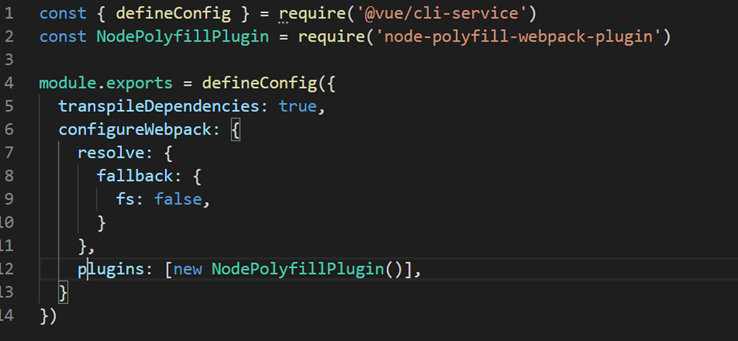 1 const { defineConfig } = require('@vue/cli-service')
2 const NodePolyfillPlugin = require('node-polyfill-webpack-plugin')
3
4 module.exports = defineConfig({
5   transpileDependencies: true,
6   configureWebpack: {
7     resolve: {
8       fallback: {
9         fs: false,
10       }
11     },
12     plugins: [new NodePolyfillPlugin()],
13   }
14 })